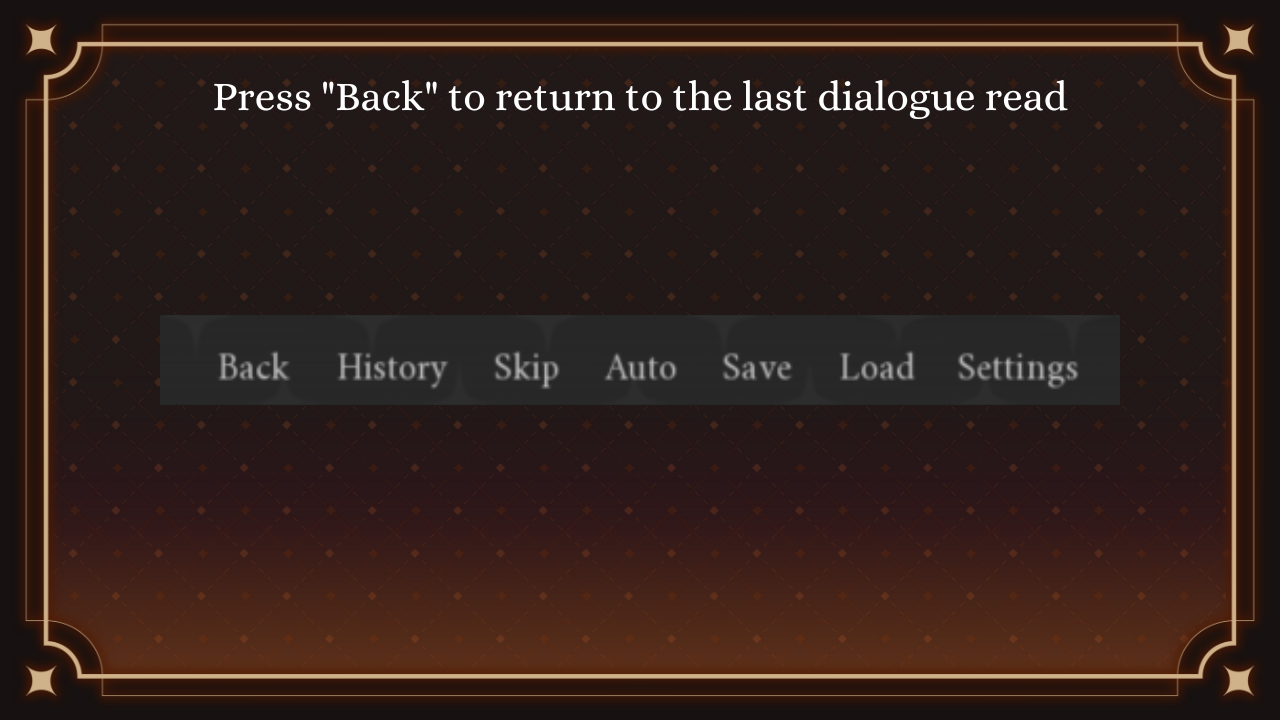 Press "Back" to return to the last dialogue read
Back History Skip Auto Save Load Settings